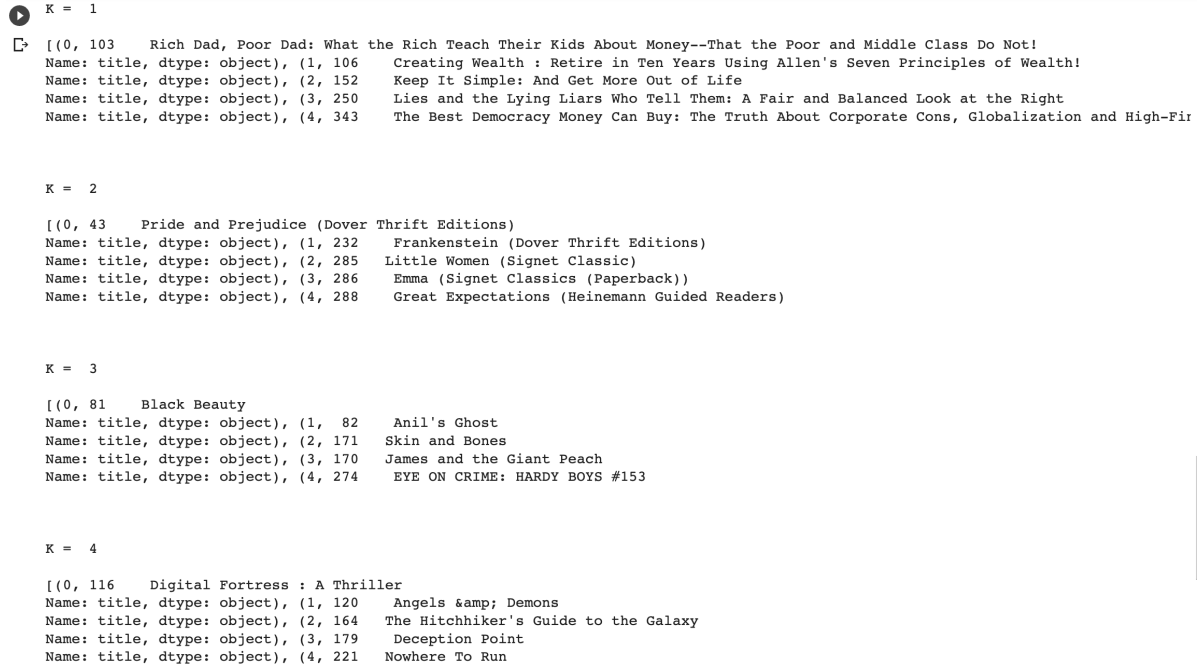 K =  1
[(0, 103    Rich Dad, Poor Dad: What the Rich Teach Their Kids About Money--That the Poor and Middle Class Do Not!
Name: title, dtype: object), (1, 106    Creating Wealth : Retire in Ten Years Using Allen's Seven Principles of Wealth!
Name: title, dtype: object), (2, 152    Keep It Simple: And Get More Out of Life
Name: title, dtype: object), (3, 250    Lies and the Lying Liars Who Tell Them: A Fair and Balanced Look at the Right
Name: title, dtype: object), (4, 343    The Best Democracy Money Can Buy: The Truth About Corporate Cons, Globalization and High-Fin
K =  2
[(0, 43    Pride and Prejudice (Dover Thrift Editions)
Name: title, dtype: object), (1, 232    Frankenstein (Dover Thrift Editions)
Name: title, dtype: object), (2, 285   Little Women (Signet Classic)
Name: title, dtype: object), (3, 286    Emma (Signet Classics (Paperback))
Name: title, dtype: object), (4, 288    Great Expectations (Heinemann Guided Readers)
K =  3
[(0, 81    Black Beauty
Name: title, dtype: object), (1,  82    Anil's Ghost
Name: title, dtype: object), (2, 171   Skin and Bones
Name: title, dtype: object), (3, 170   James and the Giant Peach
Name: title, dtype: object), (4, 274    EYE ON CRIME: HARDY BOYS #153
K =  4
[(0, 116    Digital Fortress : A Thriller
Name: title, dtype: object), (1, 120    Angels &amp; Demons
Name: title, dtype: object), (2, 164   The Hitchhiker's Guide to the Galaxy
Name: title, dtype: object), (3, 179    Deception Point
Name: title, dtype: object), (4, 221   Nowhere To Run